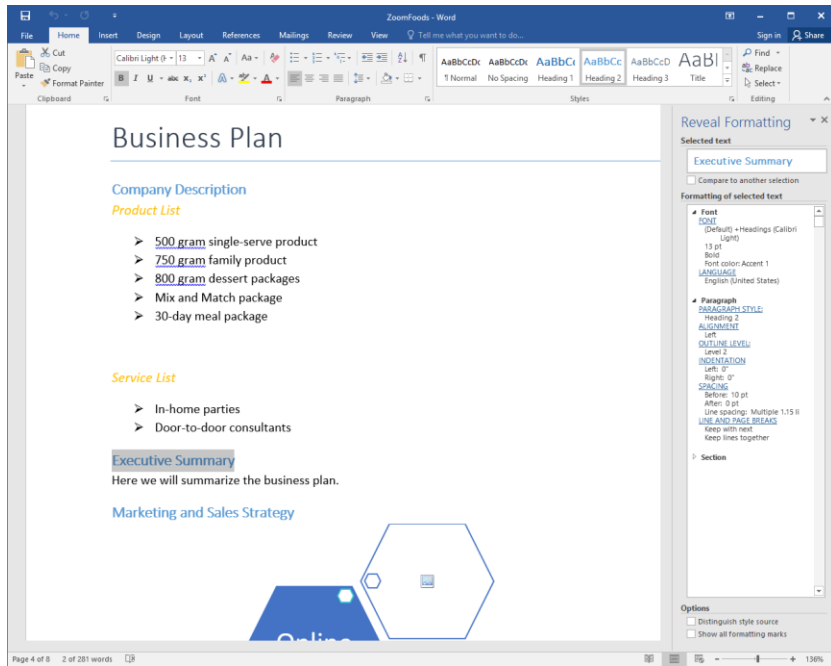 ZoomFoods - Word
File Home Insert Design Layout References Mailings Review View Tell me what you want to do... Sign in Share
Cut
Copy
Format Painter
Paste
Calibri Light (H 13 A A Aa
B I U abc x₂ x² A A
AaBbCcDc AaBbCcDc AaBbCc AaBbCc AaBbCcD AaBl
¶ Normal No Spacing Heading 1 Heading 2 Heading 3 Title
Find
Replace
Select
Clipboard Font Paragraph Styles Editing
Business Plan
Company Description
Product List
500 gram single-serve product
750 gram family product
800 gram dessert packages
Mix and Match package
30-day meal package
Service List
In-home parties
Door-to-door consultants
Executive Summary
Here we will summarize the business plan.
Marketing and Sales Strategy
Online
Reveal Formatting
Selected text
Executive Summary
Compare to another selection
Formatting of selected text
Font
FONT
(Default) +Headings (Calibri
Light)
13 pt
Bold
Font color: Accent 1
LANGUAGE
English (United States)
Paragraph
PARAGRAPH STYLE:
Heading 2
ALIGNMENT
Left
OUTLINE LEVEL:
Level 2
INDENTATION
Left: 0"
Right: 0"
SPACING
Before: 10 pt
After: 0 pt
Line spacing: Multiple 1.15 li
LINE AND PAGE BREAKS
Keep with next
Keep lines together
Section
Options
Distinguish style source
Show all formatting marks
Page 4 of 8 2 of 281 words 136%